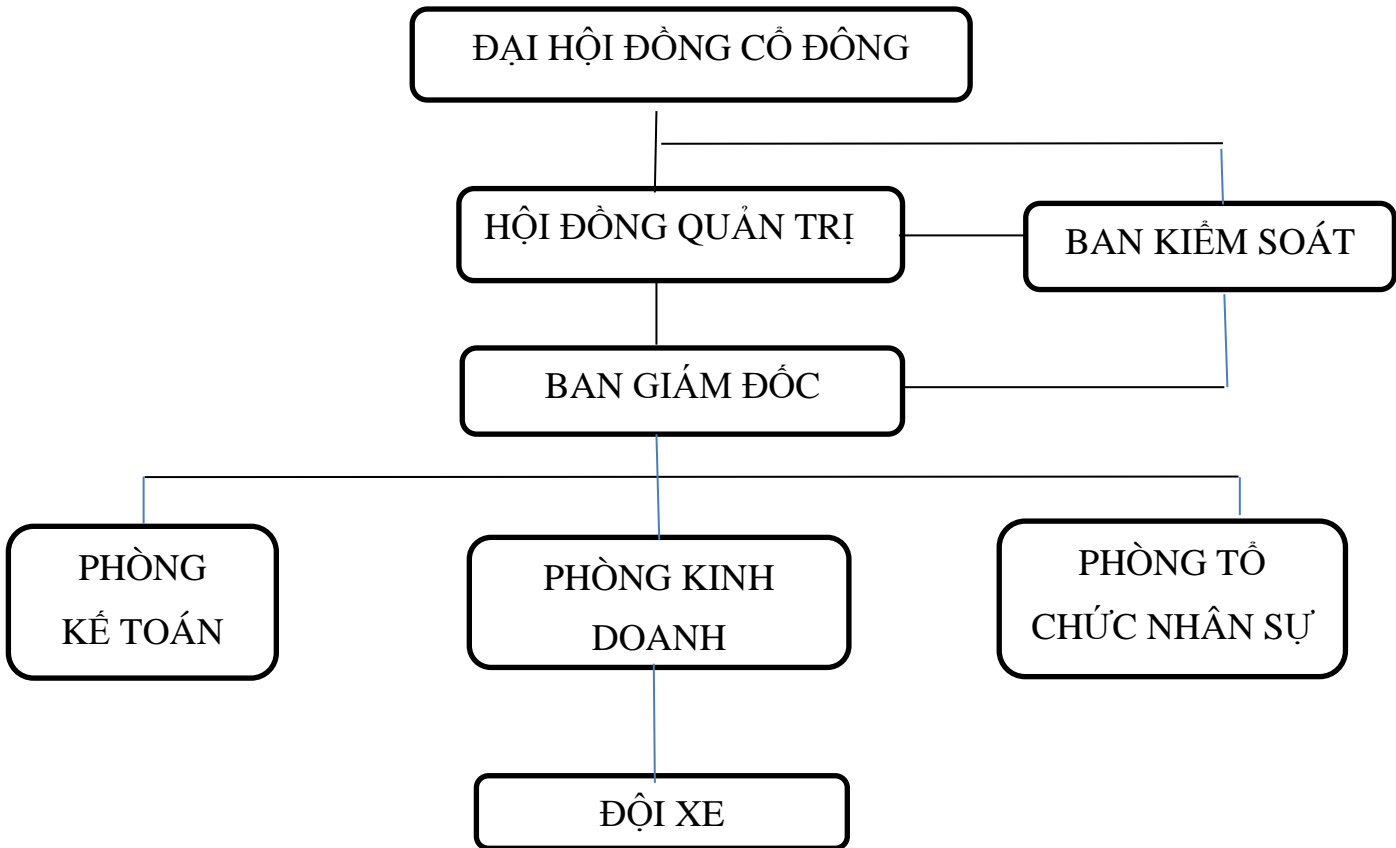 ĐẠI HỘI ĐỒNG CỔ ĐÔNG
HỘI ĐỒNG QUẢN TRỊ
BAN KIỂM SOÁT
BAN GIÁM ĐỐC
PHÒNG
KẾ TOÁN
PHÒNG KINH
DOANH
PHÒNG TỔ
CHỨC NHÂN SỰ
ĐỘI XE